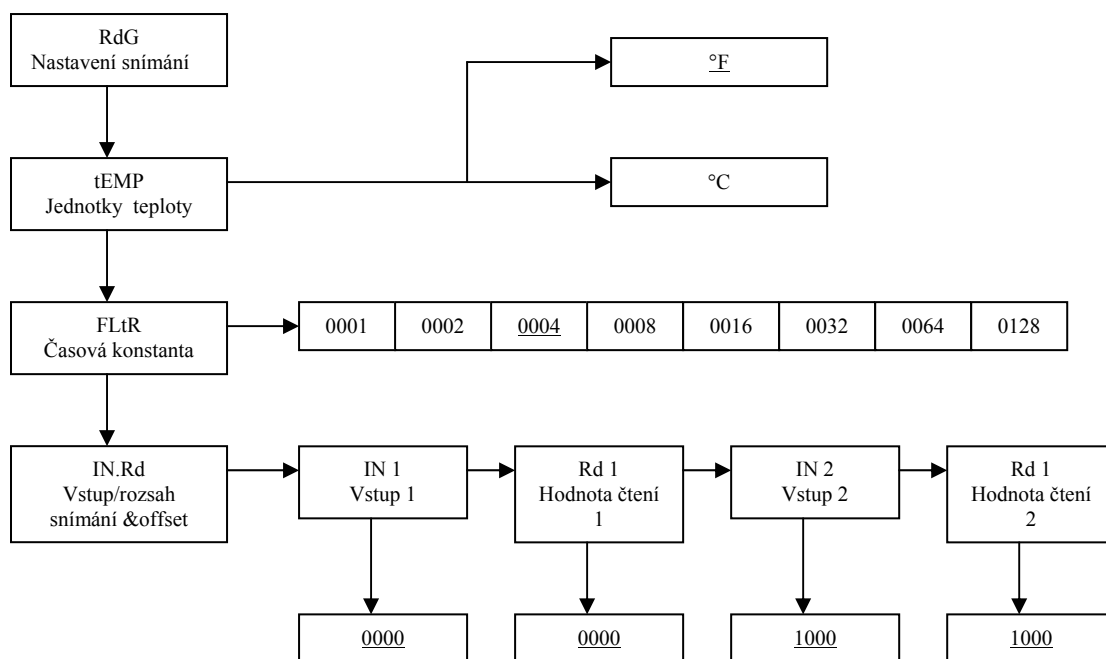 RdG
Nastavení snímání
°F
tEMP
Jednotky teploty
°C
FLtR
Časová konstanta
0001 0002 0004 0008 0016 0032 0064 0128
IN.Rd
Vstup/rozsah
snímání &offset
IN 1
Vstup 1
Rd 1
Hodnota čtení
1
IN 2
Vstup 2
Rd 1
Hodnota čtení
2
0000
0000
1000
1000